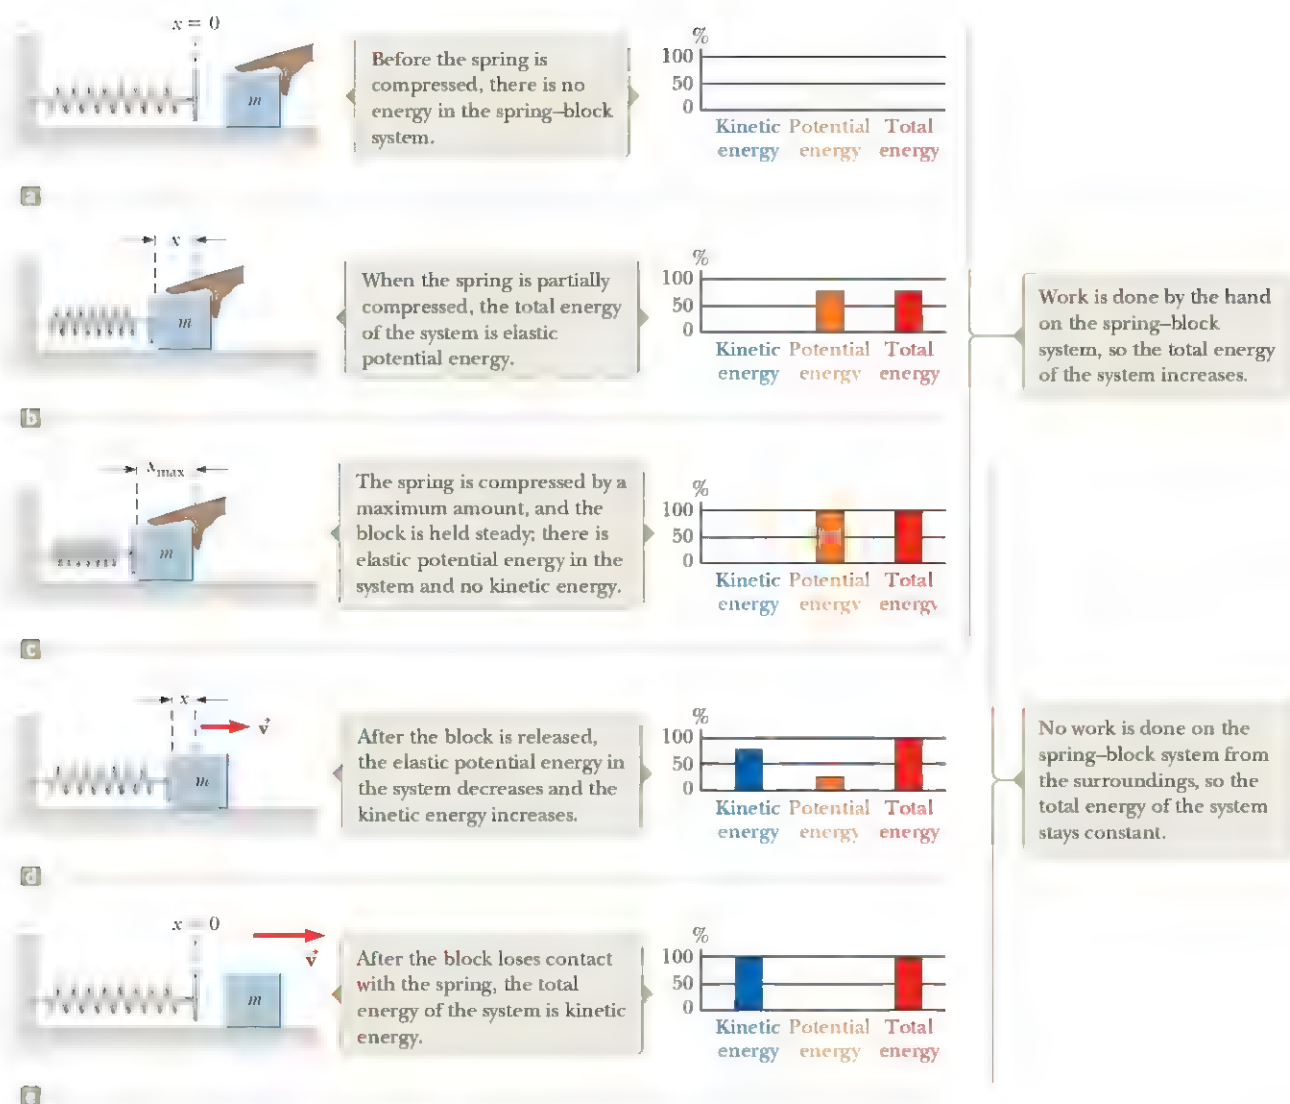 x = 0
m
Before the spring is
compressed, there is no
energy in the spring–block
system.
%
100
50
0
Kinetic Potential Total
energy energy energy
a
x
m
When the spring is partially
compressed, the total energy
of the system is elastic
potential energy.
%
100
50
0
Kinetic Potential Total
energy energy energy
Work is done by the hand
on the spring–block
system, so the total energy
of the system increases.
b
xmax
m
The spring is compressed by a
maximum amount, and the
block is held steady; there is
elastic potential energy in the
system and no kinetic energy.
%
100
50
0
Kinetic Potential Total
energy energy energy
c
x
v⃗
m
After the block is released,
the elastic potential energy in
the system decreases and the
kinetic energy increases.
%
100
50
0
Kinetic Potential Total
energy energy energy
No work is done on the
spring–block system from
the surroundings, so the
total energy of the system
stays constant.
d
x = 0
v⃗
m
After the block loses contact
with the spring, the total
energy of the system is kinetic
energy.
%
100
50
0
Kinetic Potential Total
energy energy energy
e